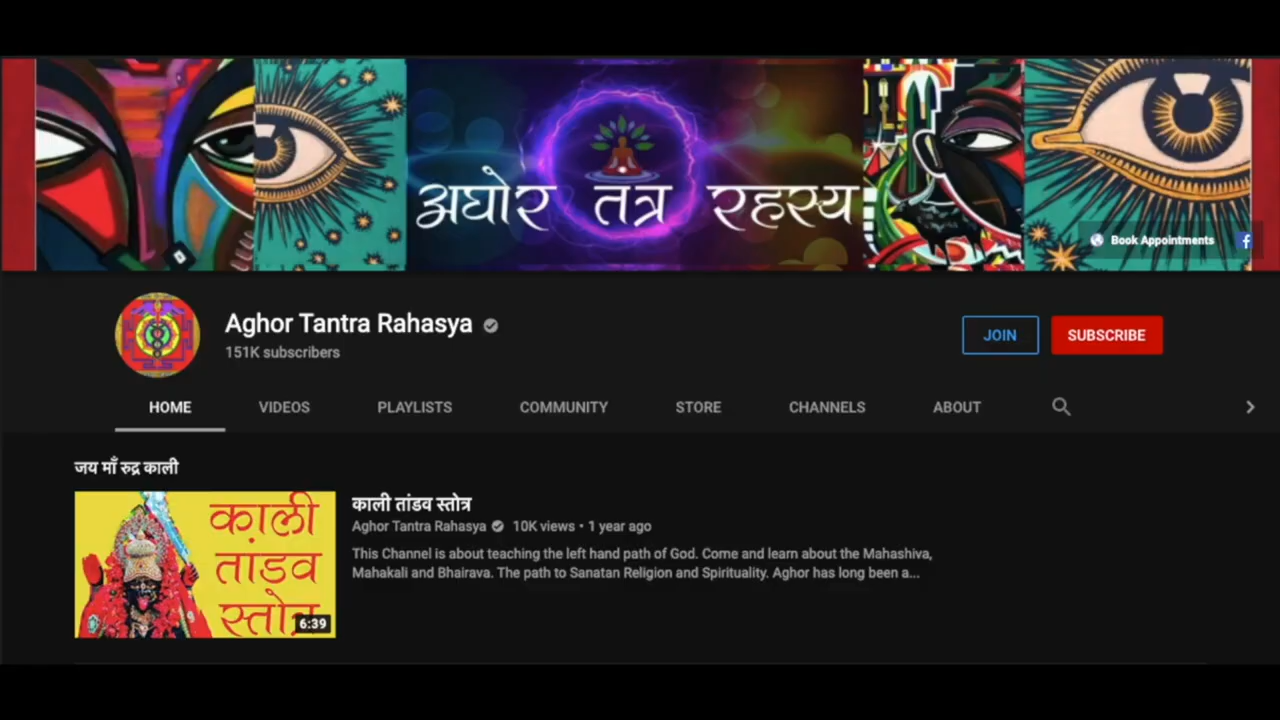 अघोर तत्र रहस्य
Book Appointments
Aghor Tantra Rahasya
151K subscribers
JOIN
SUBSCRIBE
HOME VIDEOS PLAYLISTS COMMUNITY STORE CHANNELS ABOUT
जय माँ रुद्र काली
काली
तांडव
स्तोत्र
6:39
काली तांडव स्तोत्र
Aghor Tantra Rahasya 10K views • 1 year ago
This Channel is about teaching the left hand path of God. Come and learn about the Mahashiva,
Mahakali and Bhairava. The path to Sanatan Religion and Spirituality. Aghor has long been a...